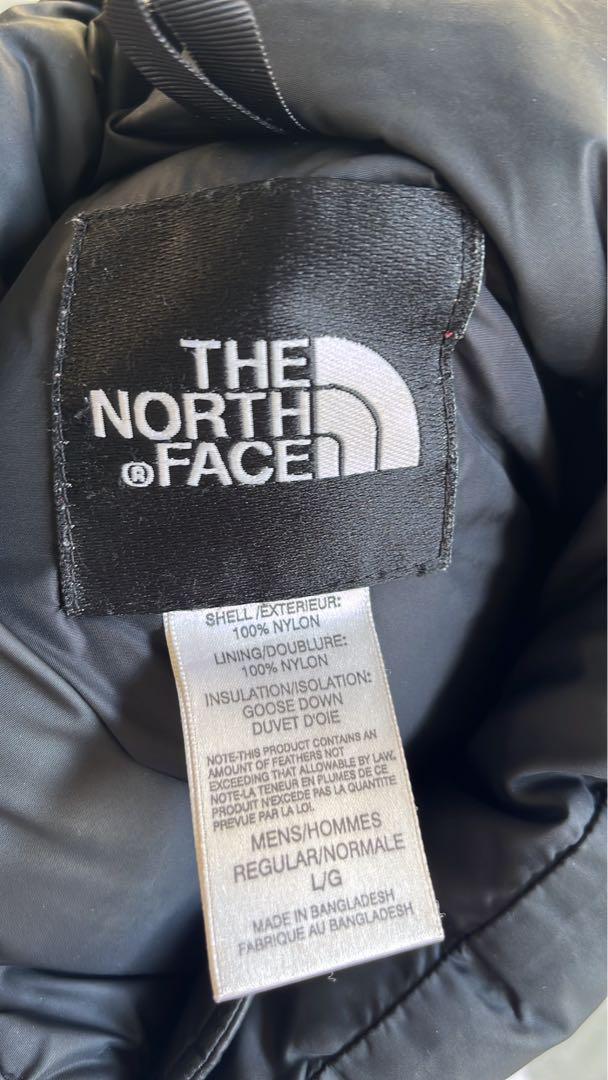 THE
NORTH
®FACE
SHELL/EXTERIEUR:
100% NYLON
LINING/DOUBLURE:
100% NYLON
INSULATION/ISOLATION:
GOOSE DOWN
DUVET D'OIE
NOTE-THIS PRODUCT CONTAINS AN
AMOUNT OF FEATHERS NOT
EXCEEDING THAT ALLOWABLE BY LAW.
NOTE-LA TENEUR EN PLUMES DE CE
PRODUIT N'EXCEDE PAS LA QUANTITE
PREVUE PAR LA LOI.
MENS/HOMMES
REGULAR/NORMALE
L/G
MADE IN BANGLADESH
FABRIQUE AU BANGLADESH